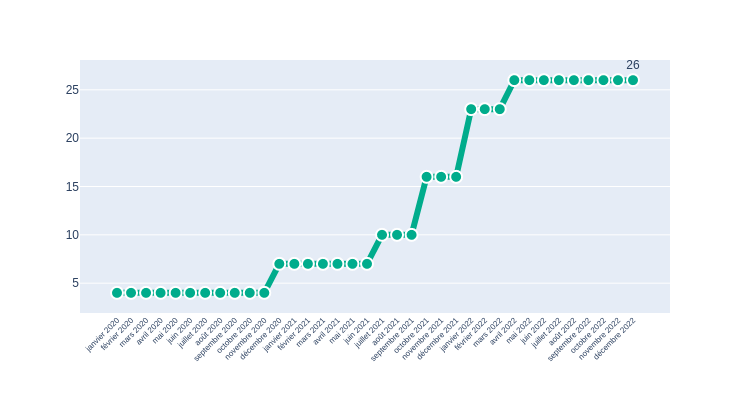 26
25
20
15
10
5
janvier 2020
février 2020
mars 2020
avril 2020
mai 2020
juin 2020
juillet 2020
août 2020
septembre 2020
octobre 2020
novembre 2020
décembre 2020
janvier 2021
février 2021
mars 2021
avril 2021
mai 2021
juin 2021
juillet 2021
août 2021
septembre 2021
octobre 2021
novembre 2021
décembre 2021
janvier 2022
février 2022
mars 2022
avril 2022
mai 2022
juin 2022
juillet 2022
août 2022
septembre 2022
octobre 2022
novembre 2022
décembre 2022